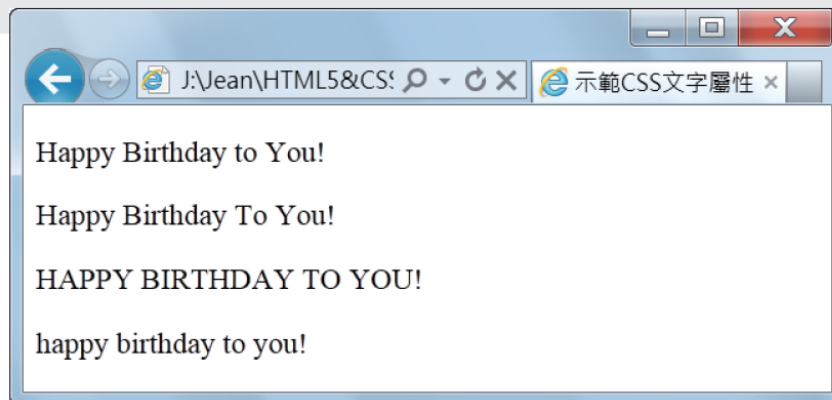 J:\Jean\HTML5&CSS
示範CSS文字屬性
Happy Birthday to You!
Happy Birthday To You!
HAPPY BIRTHDAY TO YOU!
happy birthday to you!